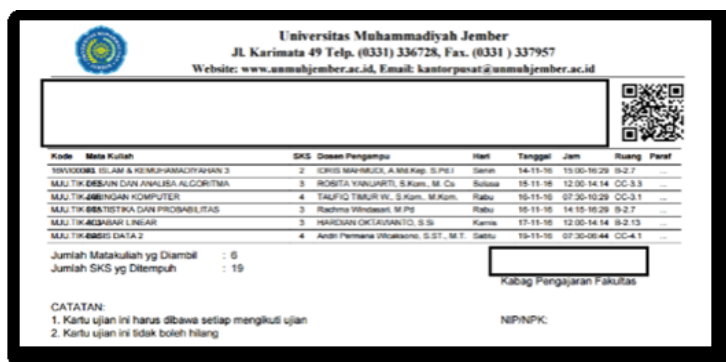 Universitas Muhammadiyah Jember
Jl. Karimata 49 Telp. (0331) 336728, Fax. (0331 ) 337957
Website: www.unmuhjember.ac.id, Email: kantorpusat@unmuhjember.ac.id
Kode Mata Kuliah SKS Dosen Pengampu Hari Tanggal Jam Ruang Paraf
ISLAM & KEMUHAMADIYAHAN 3 2 IDRIS MAHMUDI, A.Md.Kep. S.Pd.I Senin 14-11-16 15:00-16:29 B-2.7 ...
MJU.TIK DESAIN DAN ANALISA ALGORITMA 3 ROSITA YANUARTI, S.Kom., M. Cs Selasa 15-11-16 12:00-14:14 CC-3.3 ...
MJU.TIK JARINGAN KOMPUTER 4 TAUFIQ TIMUR W., S.Kom., M.Kom. Rabu 16-11-16 07:30-10:29 CC-3.1 ...
MJU.TIK STATISTIKA DAN PROBABILITAS 3 Rachma Windasari. M.Pd Rabu 16-11-16 14:15-16:29 B-2.7 ...
MJU.TIK ALJABAR LINEAR 3 HARDIAN OKTAVIANTO, S.Si Kamis 17-11-16 12:00-14:14 B-2.13 ...
MJU.TIK BASIS DATA 2 4 Andri Permana Wicaksono, S.ST., M.T. Sabtu 19-11-16 07:30-06:44 CC-4.1 ...
Jumlah Matakuliah yg Diambil : 6
Jumlah SKS yg Ditempuh : 19
Kabag Pengajaran Fakultas
CATATAN:
1. Kartu ujian ini harus dibawa setiap mengikuti ujian
NIP/NPK:
2. Kartu ujian ini tidak boleh hilang